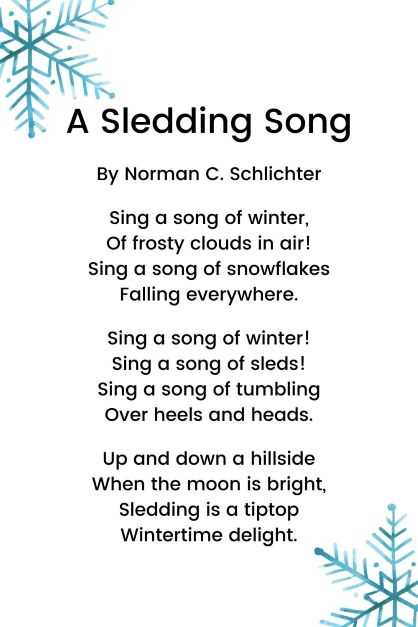 A Sledding Song
By Norman C. Schlichter
Sing a song of winter,
Of frosty clouds in air!
Sing a song of snowflakes
Falling everywhere.
Sing a song of winter!
Sing a song of sleds!
Sing a song of tumbling
Over heels and heads.
Up and down a hillside
When the moon is bright,
Sledding is a tiptop
Wintertime delight.